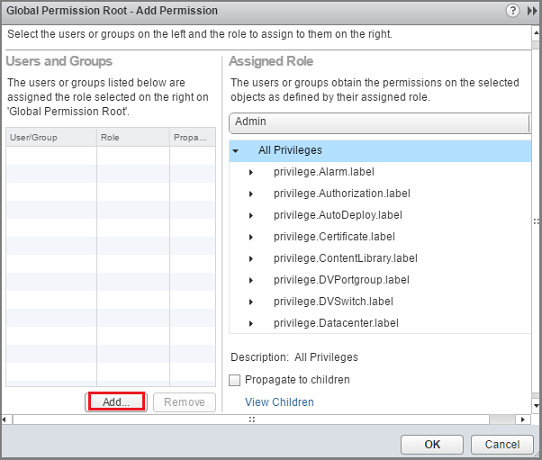 Global Permission Root - Add Permission
Select the users or groups on the left and the role to assign to them on the right.
Users and Groups
The users or groups listed below are
assigned the role selected on the right on
'Global Permission Root'.
User/Group Role Propa...
Add... Remove
Assigned Role
The users or groups obtain the permissions on the selected
objects as defined by their assigned role.
Admin
All Privileges
privilege.Alarm.label
privilege.Authorization.label
privilege.AutoDeploy.label
privilege.Certificate.label
privilege.ContentLibrary.label
privilege.DVPortgroup.label
privilege.DVSwitch.label
privilege.Datacenter.label
Description: All Privileges
Propagate to children
View Children
OK Cancel